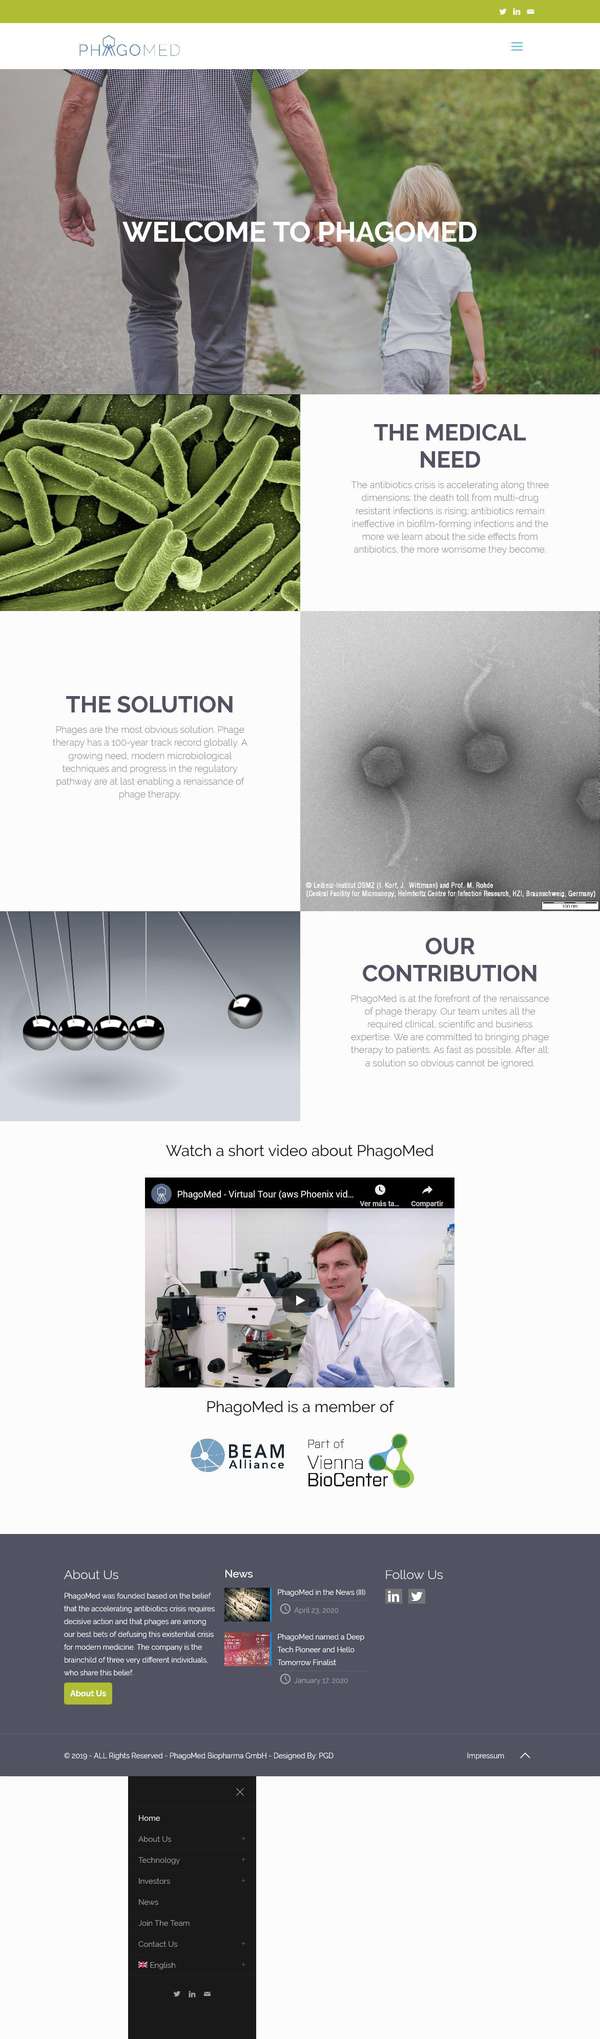 PHAGOMED
WELCOME TO PHAGOMED
THE MEDICAL
NEED
The antibiotics crisis is accelerating along three
dimensions: the death toll from multi-drug
resistant infections is rising; antibiotics remain
ineffective in biofilm-forming infections and the
more we learn about the side effects from
antibiotics, the more worrisome they become.
THE SOLUTION
Phages are the most obvious solution. Phage
therapy has a 100-year track record globally. A
growing need, modern microbiological
techniques and progress in the regulatory
pathway are at last enabling a renaissance of
phage therapy.
© Leibniz-Institut DSMZ (I. Korf, J. Wittmann) and Prof. M. Rohde
(Central Facility for Microscopy, Helmholtz Centre for Infection Research, HZI, Braunschweig, Germany)
100 nm
OUR
CONTRIBUTION
PhagoMed is at the forefront of the renaissance
of phage therapy. Our team unites all the
required clinical, scientific and business
expertise. We are committed to bringing phage
therapy to patients. As fast as possible. After all:
a solution so obvious cannot be ignored.
Watch a short video about PhagoMed
PhagoMed - Virtual Tour (aws Phoenix vid...
Ver más ta...
Compartir
PhagoMed is a member of
BEAM
Alliance
Part of
Vienna
BioCenter
About Us
PhagoMed was founded based on the belief
that the accelerating antibiotics crisis requires
decisive action and that phages are among
our best bets of defusing this existential crisis
for modern medicine. The company is the
brainchild of three very different individuals,
who share this belief.
About Us
News
PhagoMed in the News (III)
April 23, 2020
PhagoMed named a Deep
Tech Pioneer and Hello
Tomorrow Finalist
January 17, 2020
Follow Us
© 2019 - ALL Rights Reserved - PhagoMed Biopharma GmbH - Designed By: PGD
Impressum
Home
About Us +
Technology +
Investors +
News
Join The Team
Contact Us +
English +